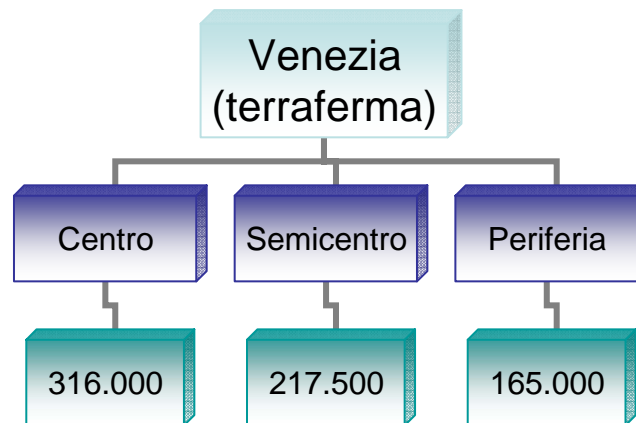 Venezia
(terraferma)
Centro
Semicentro
Periferia
316.000
217.500
165.000